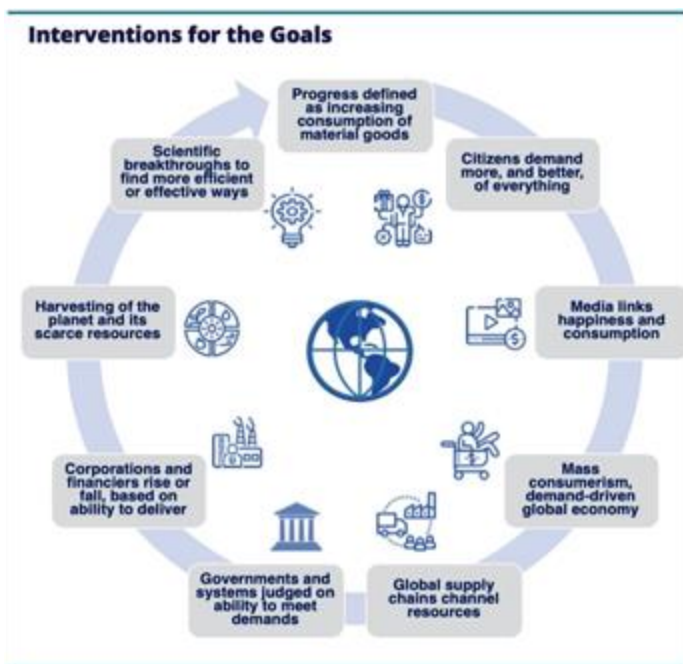 Interventions for the Goals
Progress defined
as increasing
consumption of
material goods
Citizens demand
more, and better,
of everything
Media links
happiness and
consumption
Mass
consumerism,
demand-driven
global economy
Global supply
chains channel
resources
Governments and
systems judged on
ability to meet
demands
Corporations and
financiers rise or
fall, based on
ability to deliver
Harvesting of the
planet and its
scarce resources
Scientific
breakthroughs to
find more efficient
or effective ways